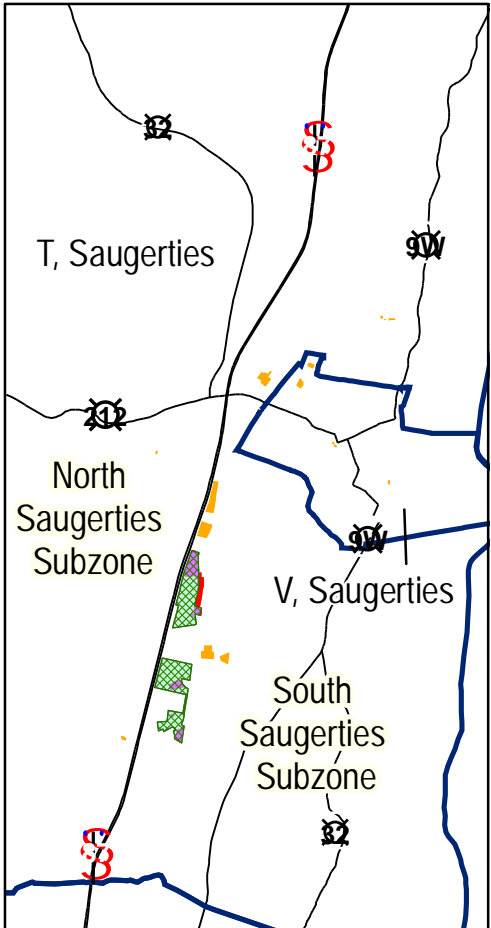 32
9W
T, Saugerties
212
North
Saugerties
Subzone
9W
V, Saugerties
South
Saugerties
Subzone
32